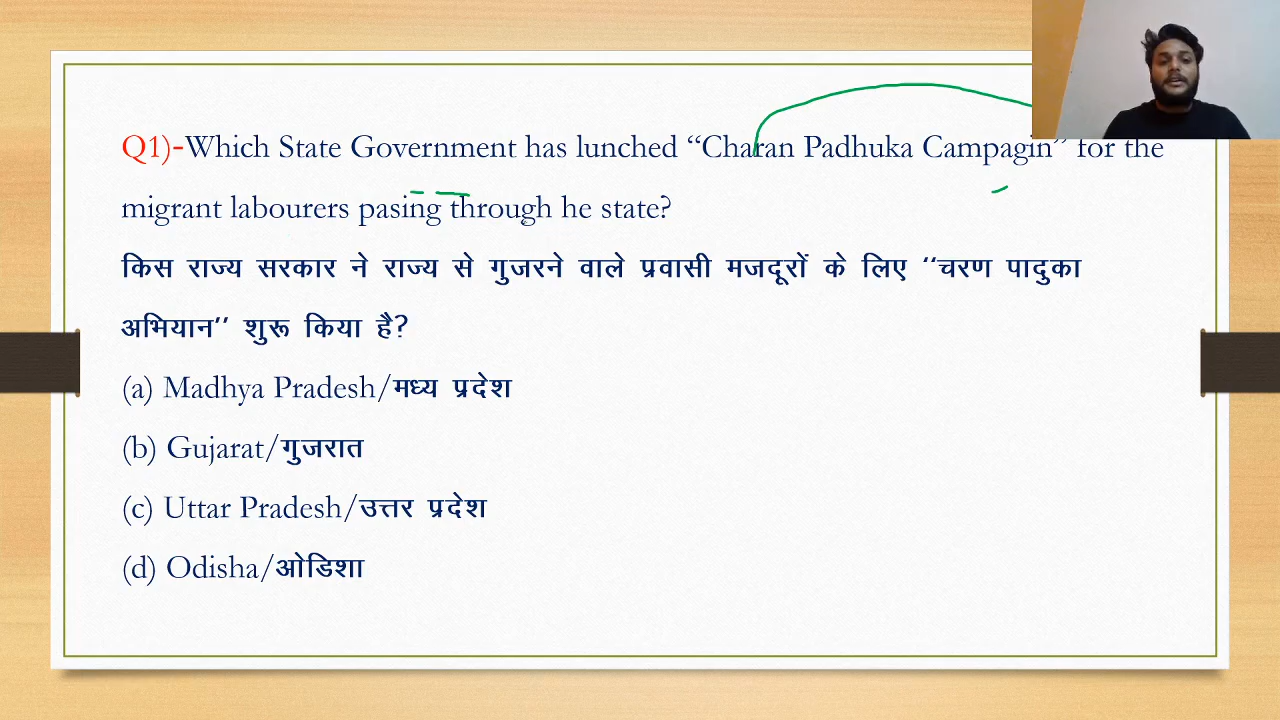 Q1)-Which State Government has lunched “Charan Padhuka Campagin” for the
migrant labourers pasing through he state?
किस राज्य सरकार ने राज्य से गुजरने वाले प्रवासी मजदूरों के लिए ‘‘चरण पादुका
अभियान’’ शुरू किया है?
(a) Madhya Pradesh/मध्य प्रदेश
(b) Gujarat/गुजरात
(c) Uttar Pradesh/उत्तर प्रदेश
(d) Odisha/ओडिशा